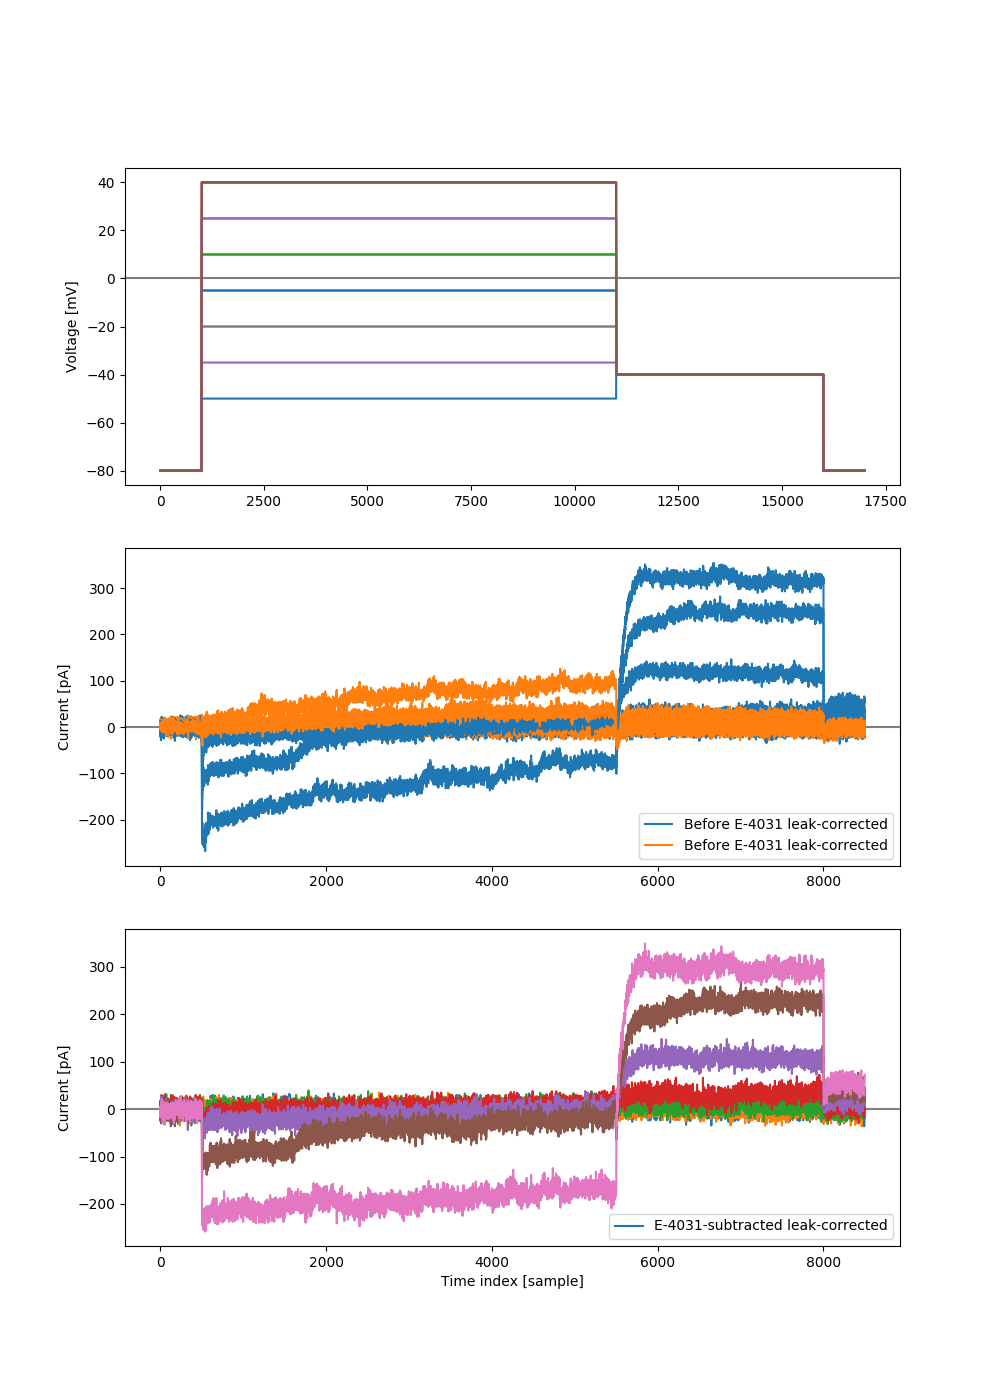 40
20
0
−20
−40
−60
−80
Voltage [mV]
0 2500 5000 7500 10000 12500 15000 17500
300
200
100
0
−100
−200
Current [pA]
Before E-4031 leak-corrected
Before E-4031 leak-corrected
0 2000 4000 6000 8000
300
200
100
0
−100
−200
Current [pA]
E-4031-subtracted leak-corrected
0 2000 4000 6000 8000
Time index [sample]